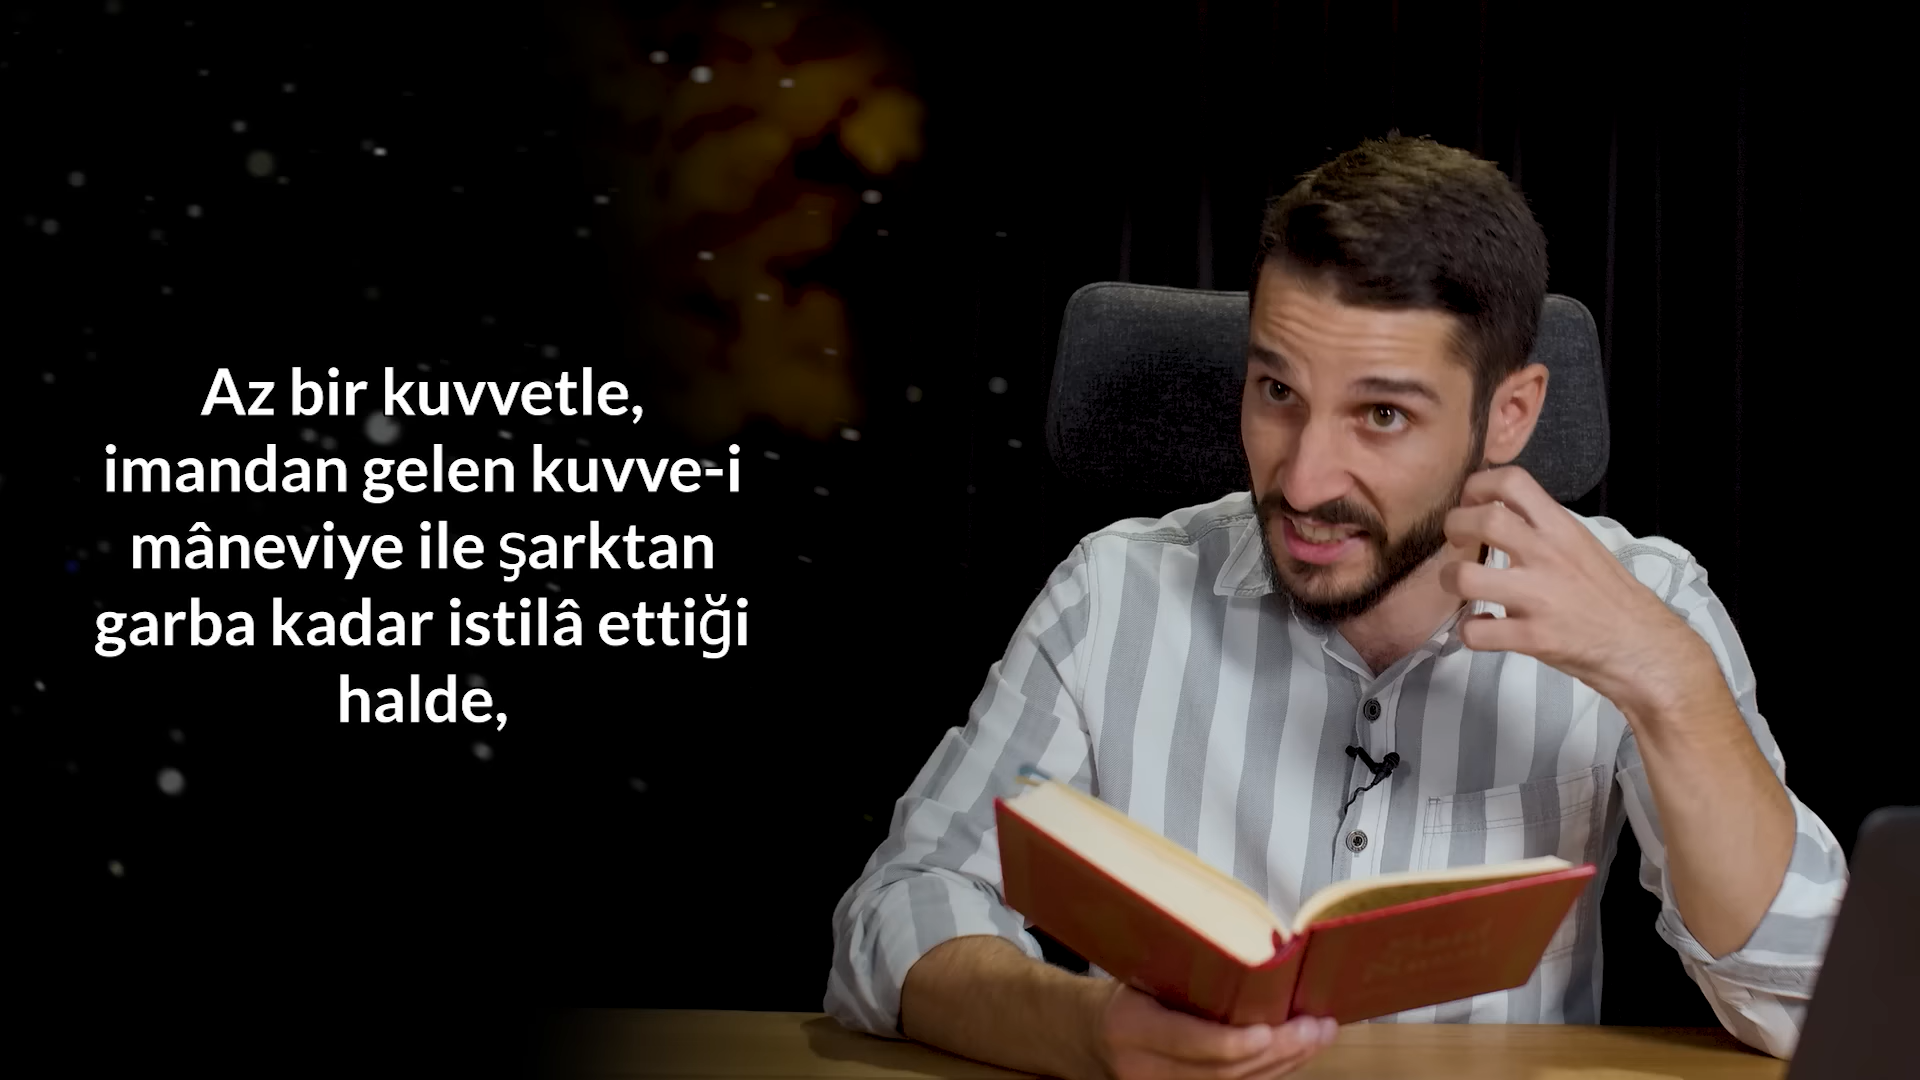 Az bir kuvvetle,
imandan gelen kuvve-i
mâneviye ile şarktan
garba kadar istilâ ettiği
halde,